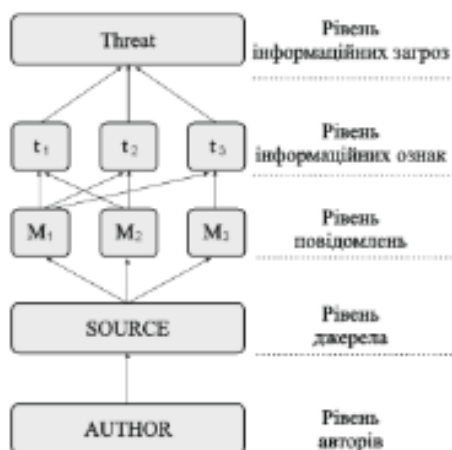 Threat
Рівень
інформаційних загроз
t₁ t₂ t₃
Рівень
інформаційних ознак
M₁ M₂ M₃
Рівень
повідомлень
SOURCE
Рівень
джерела
AUTHOR
Рівень
авторів